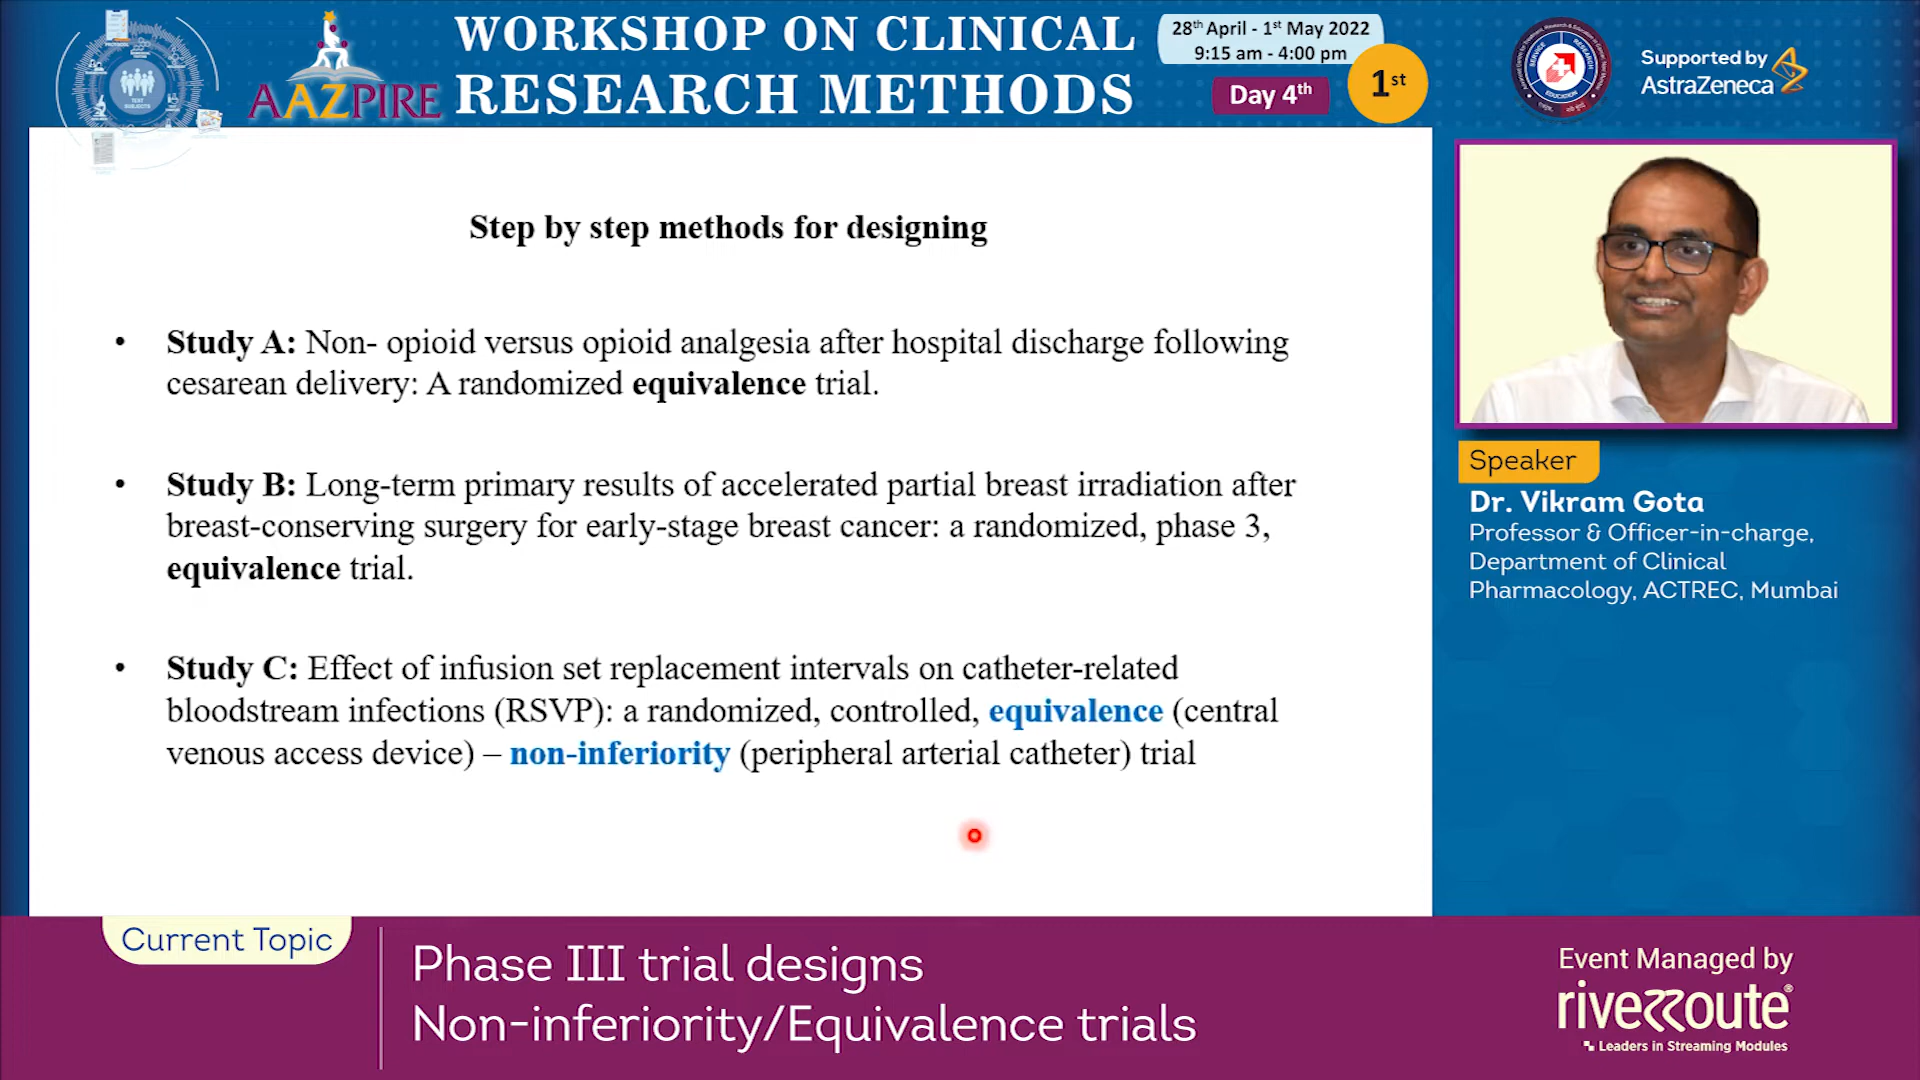 AAZPIRE
WORKSHOP ON CLINICAL
RESEARCH METHODS
28th April - 1st May 2022
9:15 am - 4:00 pm
Day 4th
1st
SERVICE
RESEARCH
EDUCATION
Supported by
AstraZeneca
TEST
SUBJECTS
Step by step methods for designing
• Study A: Non- opioid versus opioid analgesia after hospital discharge following
cesarean delivery: A randomized equivalence trial.
• Study B: Long-term primary results of accelerated partial breast irradiation after
breast-conserving surgery for early-stage breast cancer: a randomized, phase 3,
equivalence trial.
• Study C: Effect of infusion set replacement intervals on catheter-related
bloodstream infections (RSVP): a randomized, controlled, equivalence (central
venous access device) – non-inferiority (peripheral arterial catheter) trial
Speaker
Dr. Vikram Gota
Professor & Officer-in-charge,
Department of Clinical
Pharmacology, ACTREC, Mumbai
Current Topic
Phase III trial designs
Non-inferiority/Equivalence trials
Event Managed by
riverroute®
Leaders in Streaming Modules